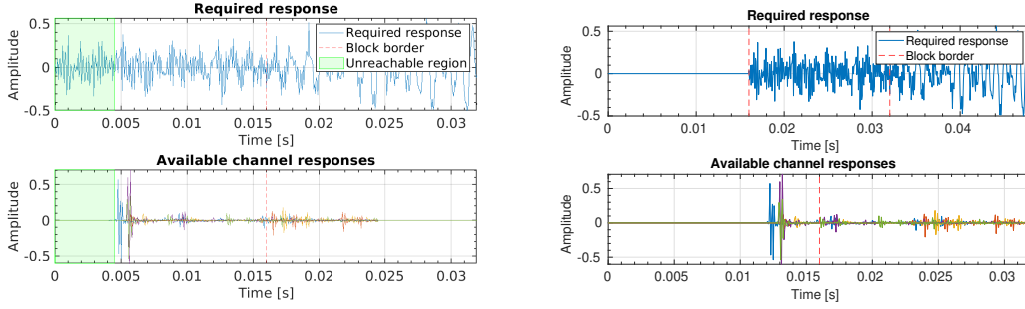 Required response
0.5
0
-0.5
Amplitude
Required response
Block border
Unreachable region
0 0.005 0.01 0.015 0.02 0.025 0.03
Time [s]
Available channel responses
0.5
0
-0.5
Amplitude
0 0.005 0.01 0.015 0.02 0.025 0.03
Time [s]
Required response
0.5
0
-0.5
Amplitude
Required response
Block border
0 0.01 0.02 0.03 0.04
Time [s]
Available channel responses
0.5
0
-0.5
Amplitude
0 0.005 0.01 0.015 0.02 0.025 0.03
Time [s]